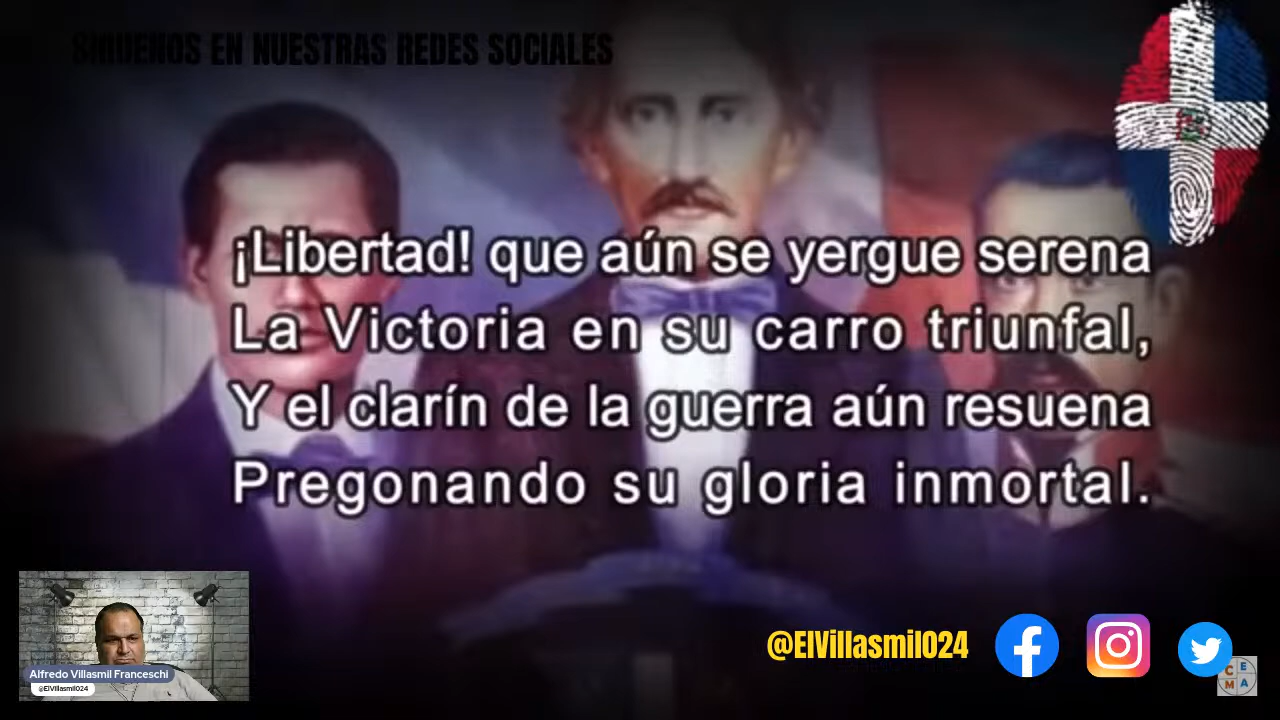 SÍGUENOS EN NUESTRAS REDES SOCIALES
¡Libertad! que aún se yergue serena
La Victoria en su carro triunfal,
Y el clarín de la guerra aún resuena
Pregonando su gloria inmortal.
@ElVillasmil024
Alfredo Villasmil Franceschi
@ElVillasmil024
C E
M A